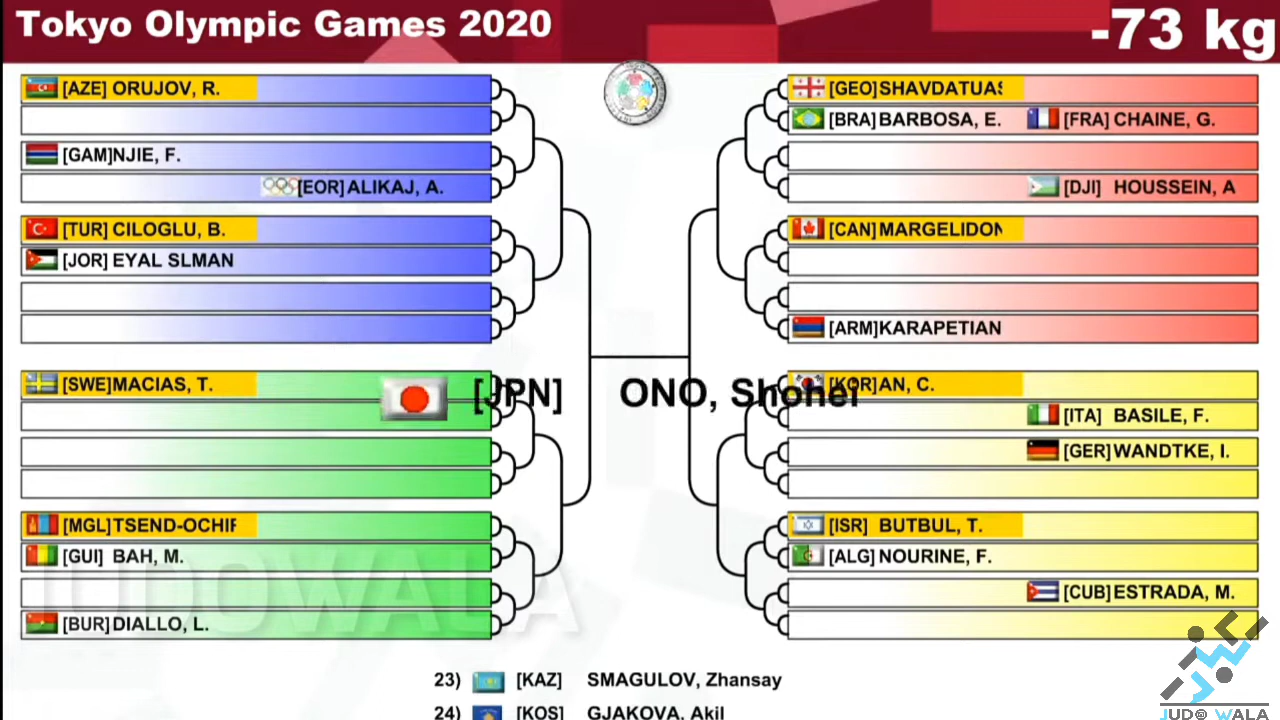 Tokyo Olympic Games 2020
-73 kg
[AZE] ORUJOV, R.
[GAM] NJIE, F.
[EOR] ALIKAJ, A.
[TUR] CILOGLU, B.
[JOR] EYAL SLMAN
[SWE] MACIAS, T.
[MGL] TSEND-OCHIF
[GUI] BAH, M.
[BUR] DIALLO, L.
[GEO] SHAVDATUAS
[BRA] BARBOSA, E. [FRA] CHAINE, G.
[DJI] HOUSSEIN, A
[CAN] MARGELIDON
[ARM] KARAPETIAN
[JPN] ONO, Shohei
[KOR] AN, C.
[ITA] BASILE, F.
[GER] WANDTKE, I.
[ISR] BUTBUL, T.
[ALG] NOURINE, F.
[CUB] ESTRADA, M.
JUDOWALA
23) [KAZ] SMAGULOV, Zhansay
24) [KOS] GJAKOVA, Akil
JUD@ WALA